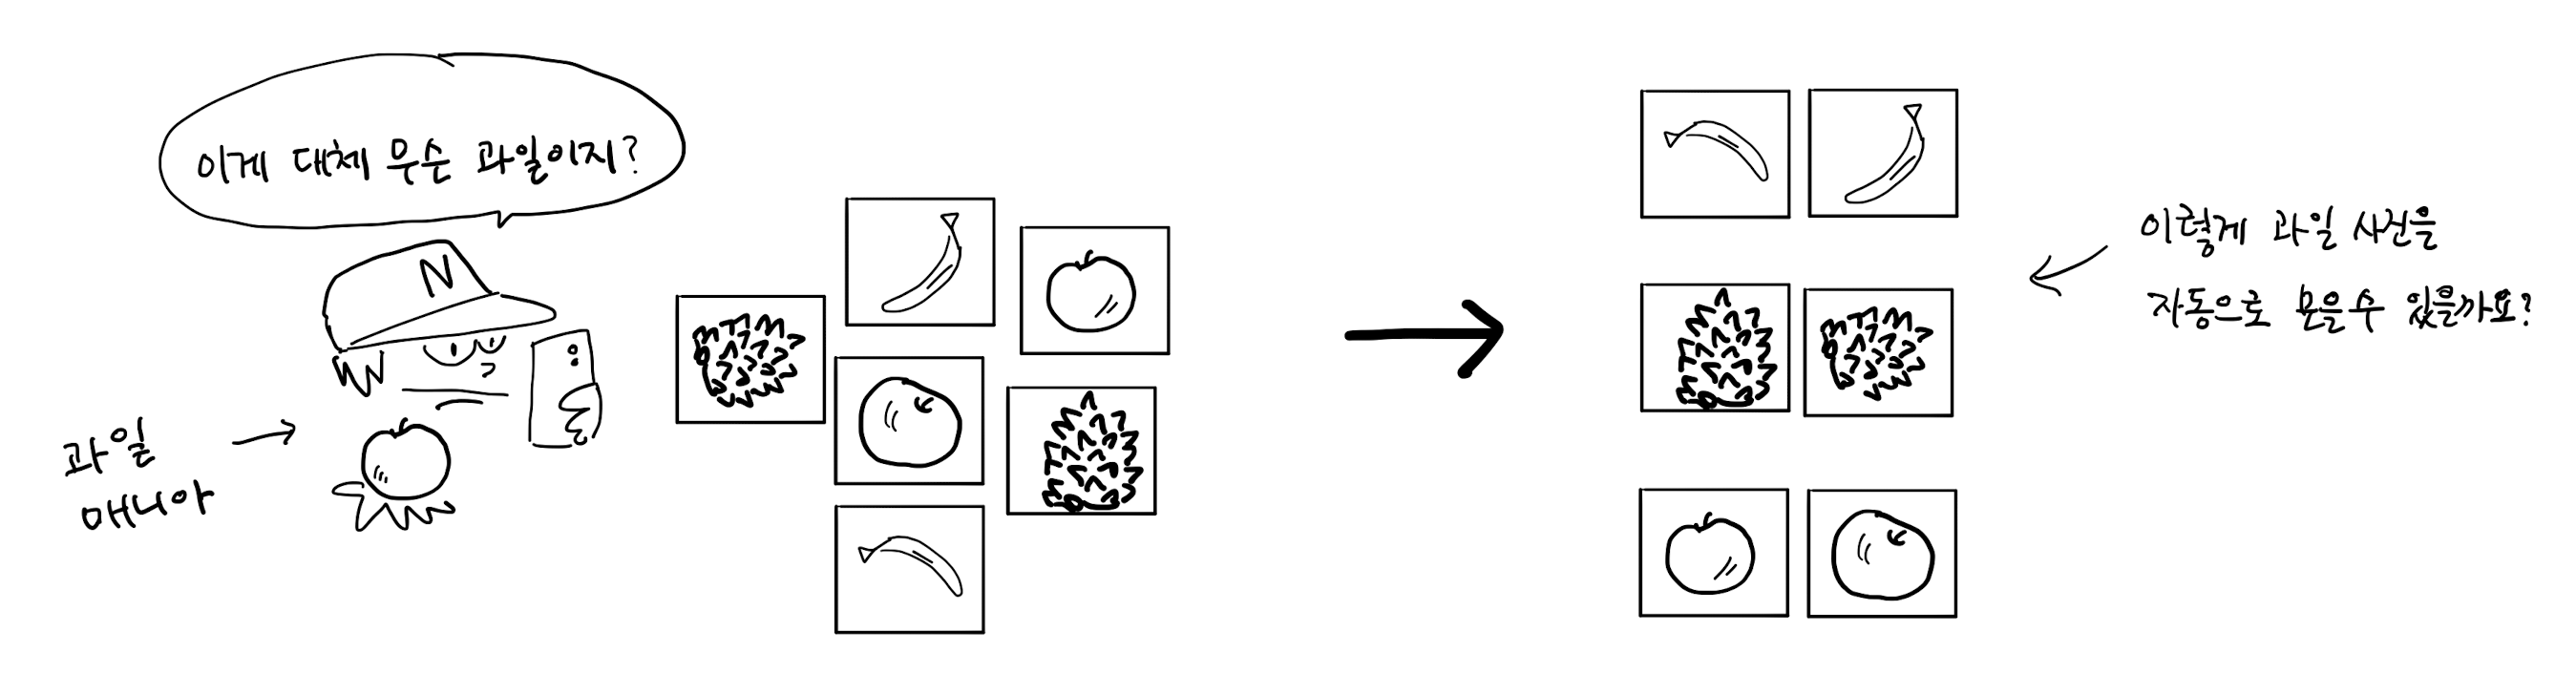 이게 대체 무슨 과일이지?
N
과일
매니아
이렇게 과일 사진을
자동으로 모을수 있을까요?